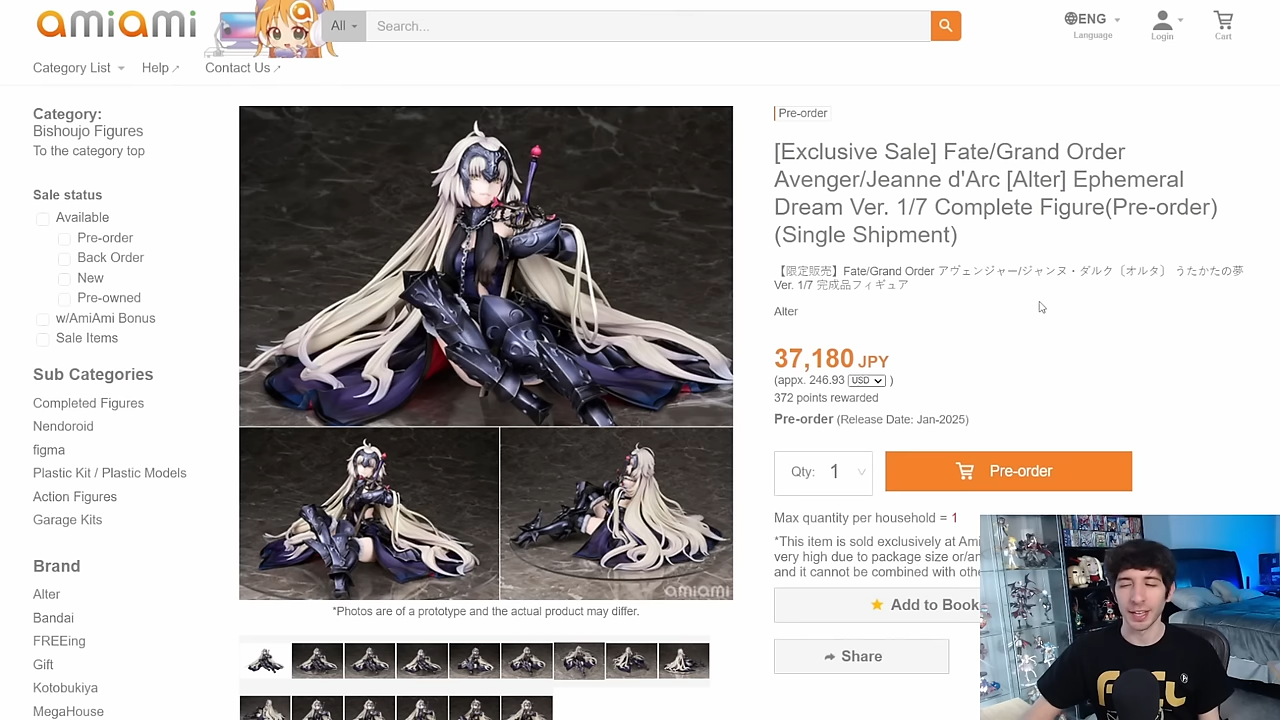 amiami
All
Search...
ENG
Language
Login
Cart
Category List
Help
Contact Us
Category:
Bishoujo Figures
To the category top
Sale status
Available
Pre-order
Back Order
New
Pre-owned
w/AmiAmi Bonus
Sale Items
Sub Categories
Completed Figures
Nendoroid
figma
Plastic Kit / Plastic Models
Action Figures
Garage Kits
Brand
Alter
Bandai
FREEing
Gift
Kotobukiya
MegaHouse
amiami
*Photos are of a prototype and the actual product may differ.
Pre-order
[Exclusive Sale] Fate/Grand Order
Avenger/Jeanne d'Arc [Alter] Ephemeral
Dream Ver. 1/7 Complete Figure(Pre-order)
(Single Shipment)
【限定販売】Fate/Grand Order アヴェンジャー/ジャンヌ・ダルク〔オルタ〕 うたかたの夢
Ver. 1/7 完成品フィギュア
Alter
37,180 JPY
(appx. 246.93 USD )
372 points rewarded
Pre-order (Release Date: Jan-2025)
Qty: 1
Pre-order
Max quantity per household = 1
*This item is sold exclusively at Ami
very high due to package size or/an
and it cannot be combined with othe
Add to Book
Share